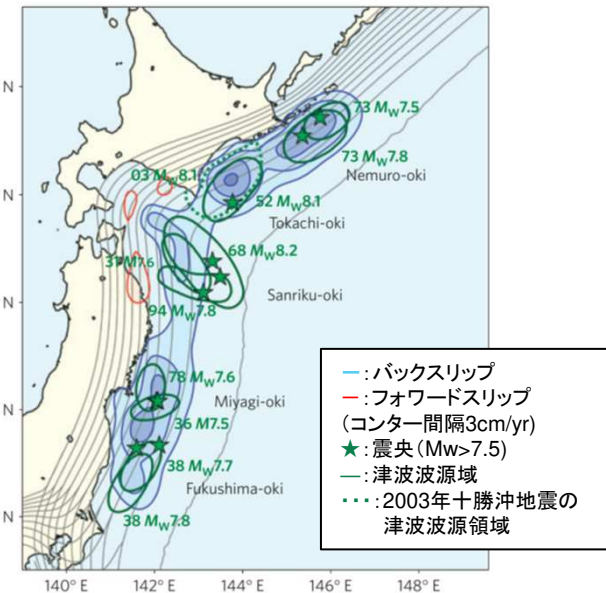 N
73 MW7.5
73 MW7.8
Nemuro-oki
03 MW8.1
N
52 MW8.1
Tokachi-oki
68 MW8.2
31 M7.6
Sanriku-oki
N
94 MW7.8
78 MW7.6
Miyagi-oki
N
36 M7.5
38 MW7.7
Fukushima-oki
N
38 MW7.8
140° E 142° E 144° E 146° E 148° E
ー:バックスリップ
ー:フォワードスリップ
(コンター間隔3cm/yr)
★:震央(Mw>7.5)
―:津波波源域
・・・:2003年十勝沖地震の
津波波源領域